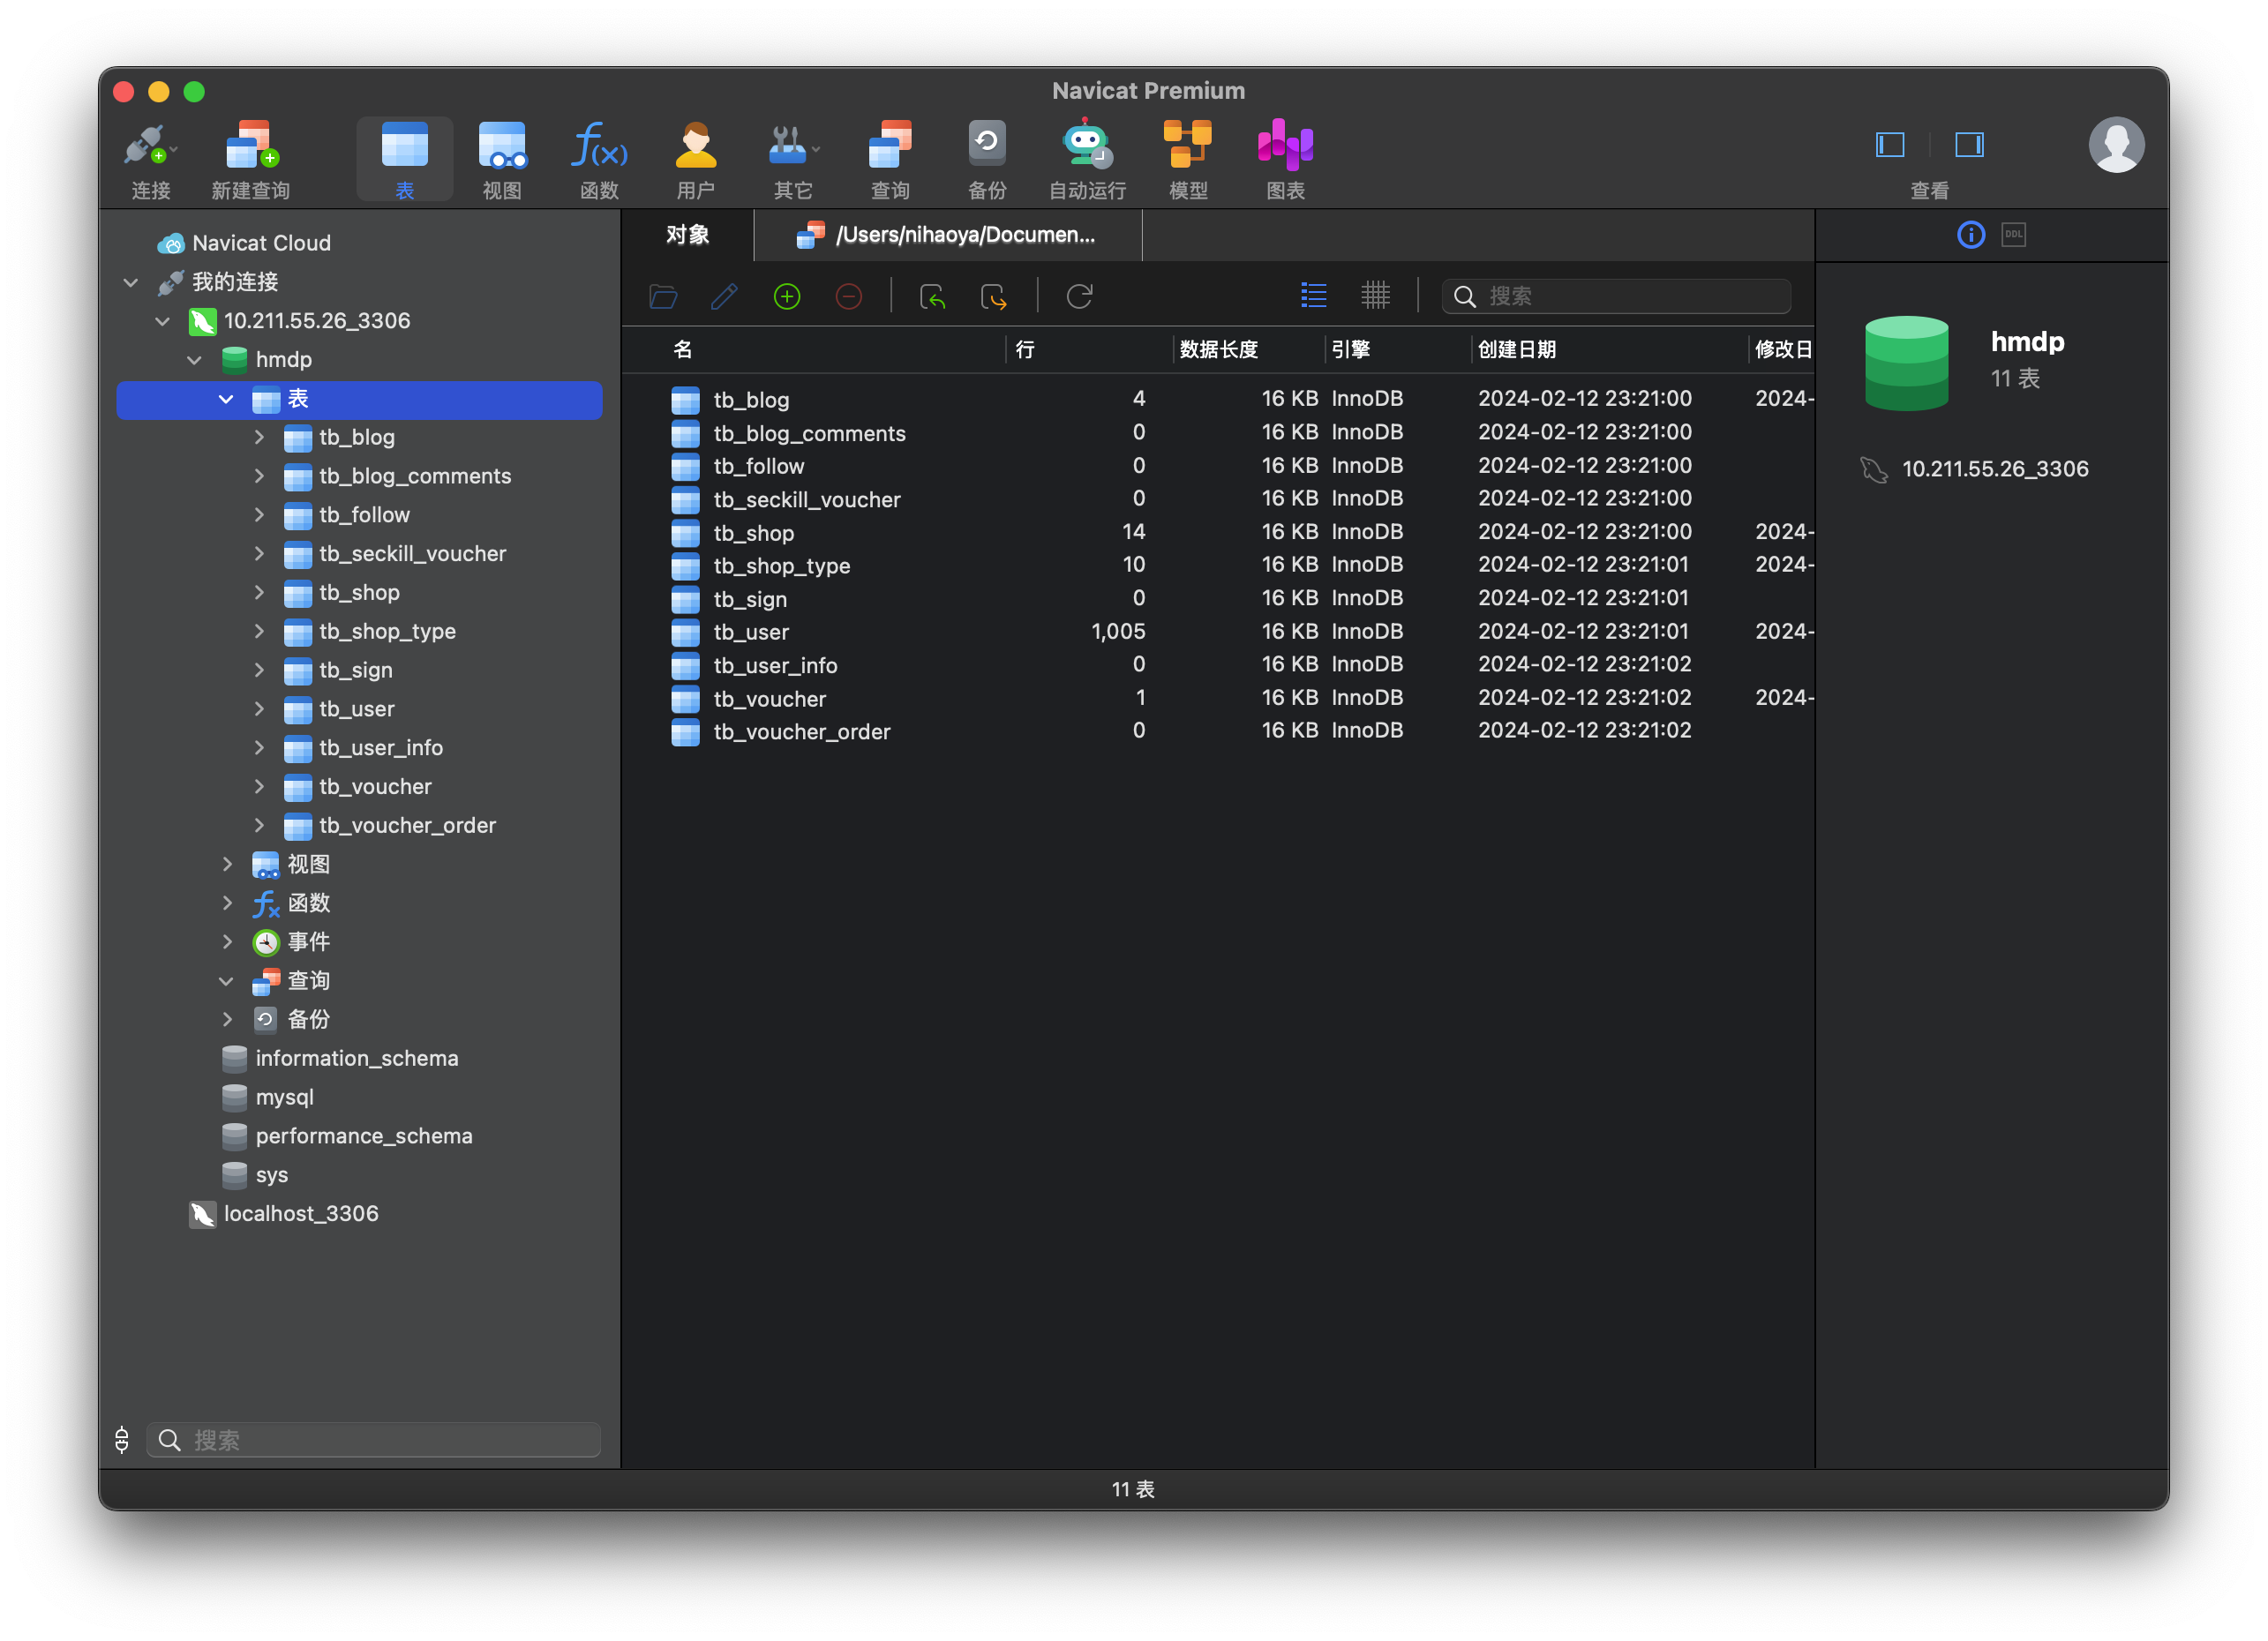 Navicat Premium
连接 新建查询 表 视图 函数 用户 其它 查询 备份 自动运行 模型 图表 查看
Navicat Cloud
我的连接
10.211.55.26_3306
hmdp
表
tb_blog
tb_blog_comments
tb_follow
tb_seckill_voucher
tb_shop
tb_shop_type
tb_sign
tb_user
tb_user_info
tb_voucher
tb_voucher_order
视图
函数
事件
查询
备份
information_schema
mysql
performance_schema
sys
localhost_3306
搜索
对象 /Users/nihaoya/Documen...
搜索
名 行 数据长度 引擎 创建日期 修改日
tb_blog 4 16 KB InnoDB 2024-02-12 23:21:00 2024-
tb_blog_comments 0 16 KB InnoDB 2024-02-12 23:21:00
tb_follow 0 16 KB InnoDB 2024-02-12 23:21:00
tb_seckill_voucher 0 16 KB InnoDB 2024-02-12 23:21:00
tb_shop 14 16 KB InnoDB 2024-02-12 23:21:00 2024-
tb_shop_type 10 16 KB InnoDB 2024-02-12 23:21:01 2024-
tb_sign 0 16 KB InnoDB 2024-02-12 23:21:01
tb_user 1,005 16 KB InnoDB 2024-02-12 23:21:01 2024-
tb_user_info 0 16 KB InnoDB 2024-02-12 23:21:02
tb_voucher 1 16 KB InnoDB 2024-02-12 23:21:02 2024-
tb_voucher_order 0 16 KB InnoDB 2024-02-12 23:21:02
DDL
hmdp
11 表
10.211.55.26_3306
11 表